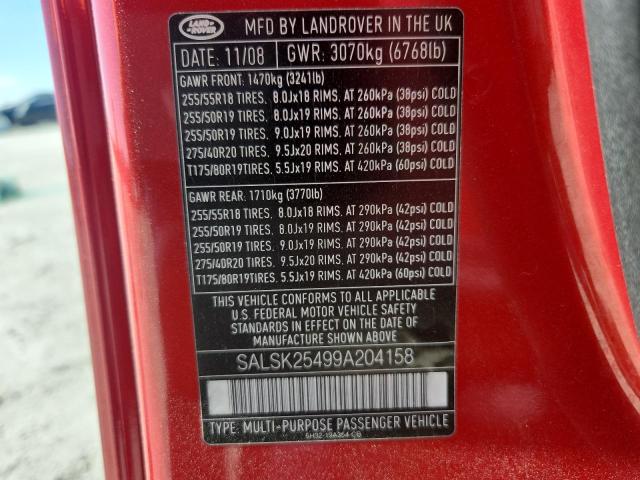 LAND ROVER
MFD BY LANDROVER IN THE UK
DATE: 11/08 GWR: 3070kg (6768lb)
GAWR FRONT: 1470kg (3241lb)
255/55R18 TIRES, 8.0Jx18 RIMS, AT 260kPa (38psi) COLD
255/50R19 TIRES, 8.0Jx19 RIMS, AT 260kPa (38psi) COLD
255/50R19 TIRES, 9.0Jx19 RIMS, AT 260kPa (38psi) COLD
275/40R20 TIRES, 9.5Jx20 RIMS, AT 260kPa (38psi) COLD
T175/80R19TIRES, 5.5Jx19 RIMS, AT 420kPa (60psi) COLD
GAWR REAR: 1710kg (3770lb)
255/55R18 TIRES, 8.0Jx18 RIMS, AT 290kPa (42psi) COLD
255/50R19 TIRES, 8.0Jx19 RIMS, AT 290kPa (42psi) COLD
255/50R19 TIRES, 9.0Jx19 RIMS, AT 290kPa (42psi) COLD
275/40R20 TIRES, 9.5Jx20 RIMS, AT 290kPa (42psi) COLD
T175/80R19TIRES, 5.5Jx19 RIMS, AT 420kPa (60psi) COLD
THIS VEHICLE CONFORMS TO ALL APPLICABLE
U.S. FEDERAL MOTOR VEHICLE SAFETY
STANDARDS IN EFFECT ON THE DATE OF
MANUFACTURE SHOWN ABOVE
SALSK25499A204158
TYPE: MULTI-PURPOSE PASSENGER VEHICLE